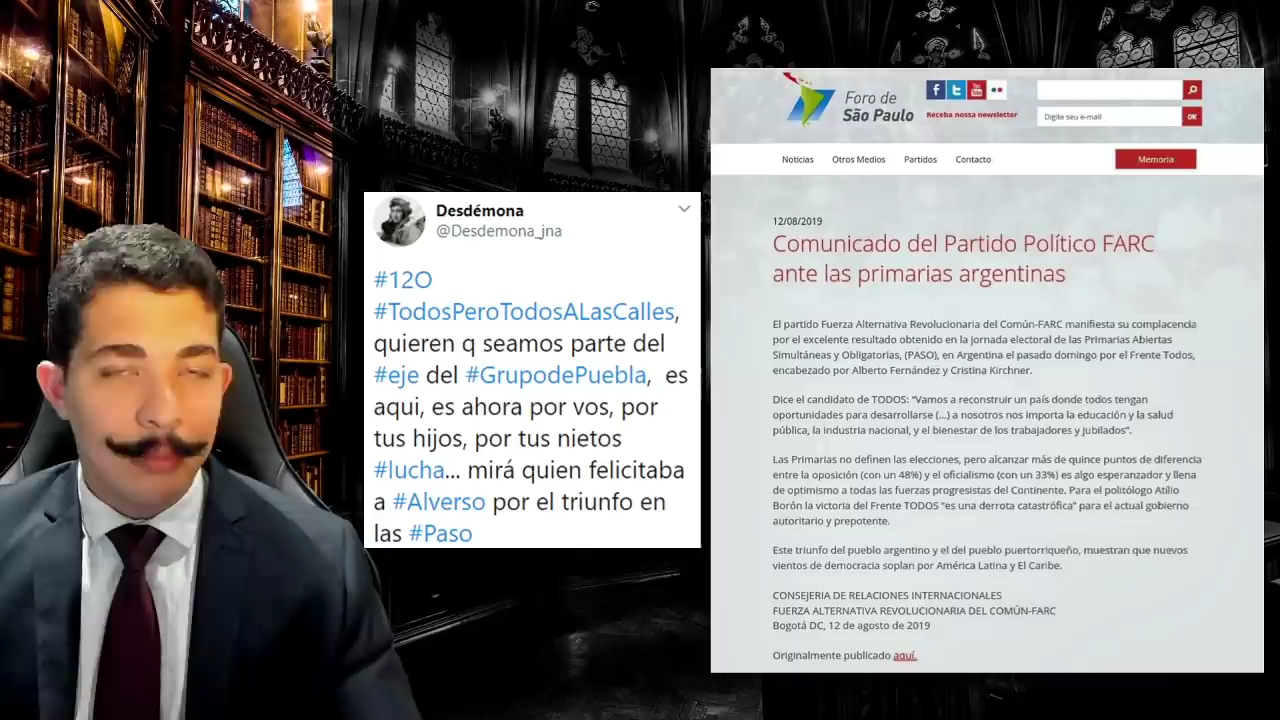 Desdémona
@Desdemona_jna
#12O
#TodosPeroTodosALasCalles,
quieren q seamos parte del
#eje del #GrupodePuebla, es
aqui, es ahora por vos, por
tus hijos, por tus nietos
#lucha... mirá quien felicitaba
a #Alverso por el triunfo en
las #Paso
Foro de
São Paulo
Receba nossa newsletter
Digite seu e-mail
OK
Noticias Otros Medios Partidos Contacto Memoria
12/08/2019
Comunicado del Partido Político FARC
ante las primarias argentinas
El partido Fuerza Alternativa Revolucionaria del Común-FARC manifiesta su complacencia
por el excelente resultado obtenido en la jornada electoral de las Primarias Abiertas
Simultáneas y Obligatorias, (PASO), en Argentina el pasado domingo por el Frente Todos,
encabezado por Alberto Fernández y Cristina Kirchner.
Dice el candidato de TODOS: “Vamos a reconstruir un país donde todos tengan
oportunidades para desarrollarse (...) a nosotros nos importa la educación y la salud
pública, la industria nacional, y el bienestar de los trabajadores y jubilados”.
Las Primarias no definen las elecciones, pero alcanzar más de quince puntos de diferencia
entre la oposición (con un 48%) y el oficialismo (con un 33%) es algo esperanzador y llena
de optimismo a todas las fuerzas progresistas del Continente. Para el politólogo Atilio
Borón la victoria del Frente TODOS “es una derrota catastrófica” para el actual gobierno
autoritario y prepotente.
Este triunfo del pueblo argentino y el del pueblo puertorriqueño, muestran que nuevos
vientos de democracia soplan por América Latina y El Caribe.
CONSEJERIA DE RELACIONES INTERNACIONALES
FUERZA ALTERNATIVA REVOLUCIONARIA DEL COMÚN-FARC
Bogotá DC, 12 de agosto de 2019
Originalmente publicado aquí.